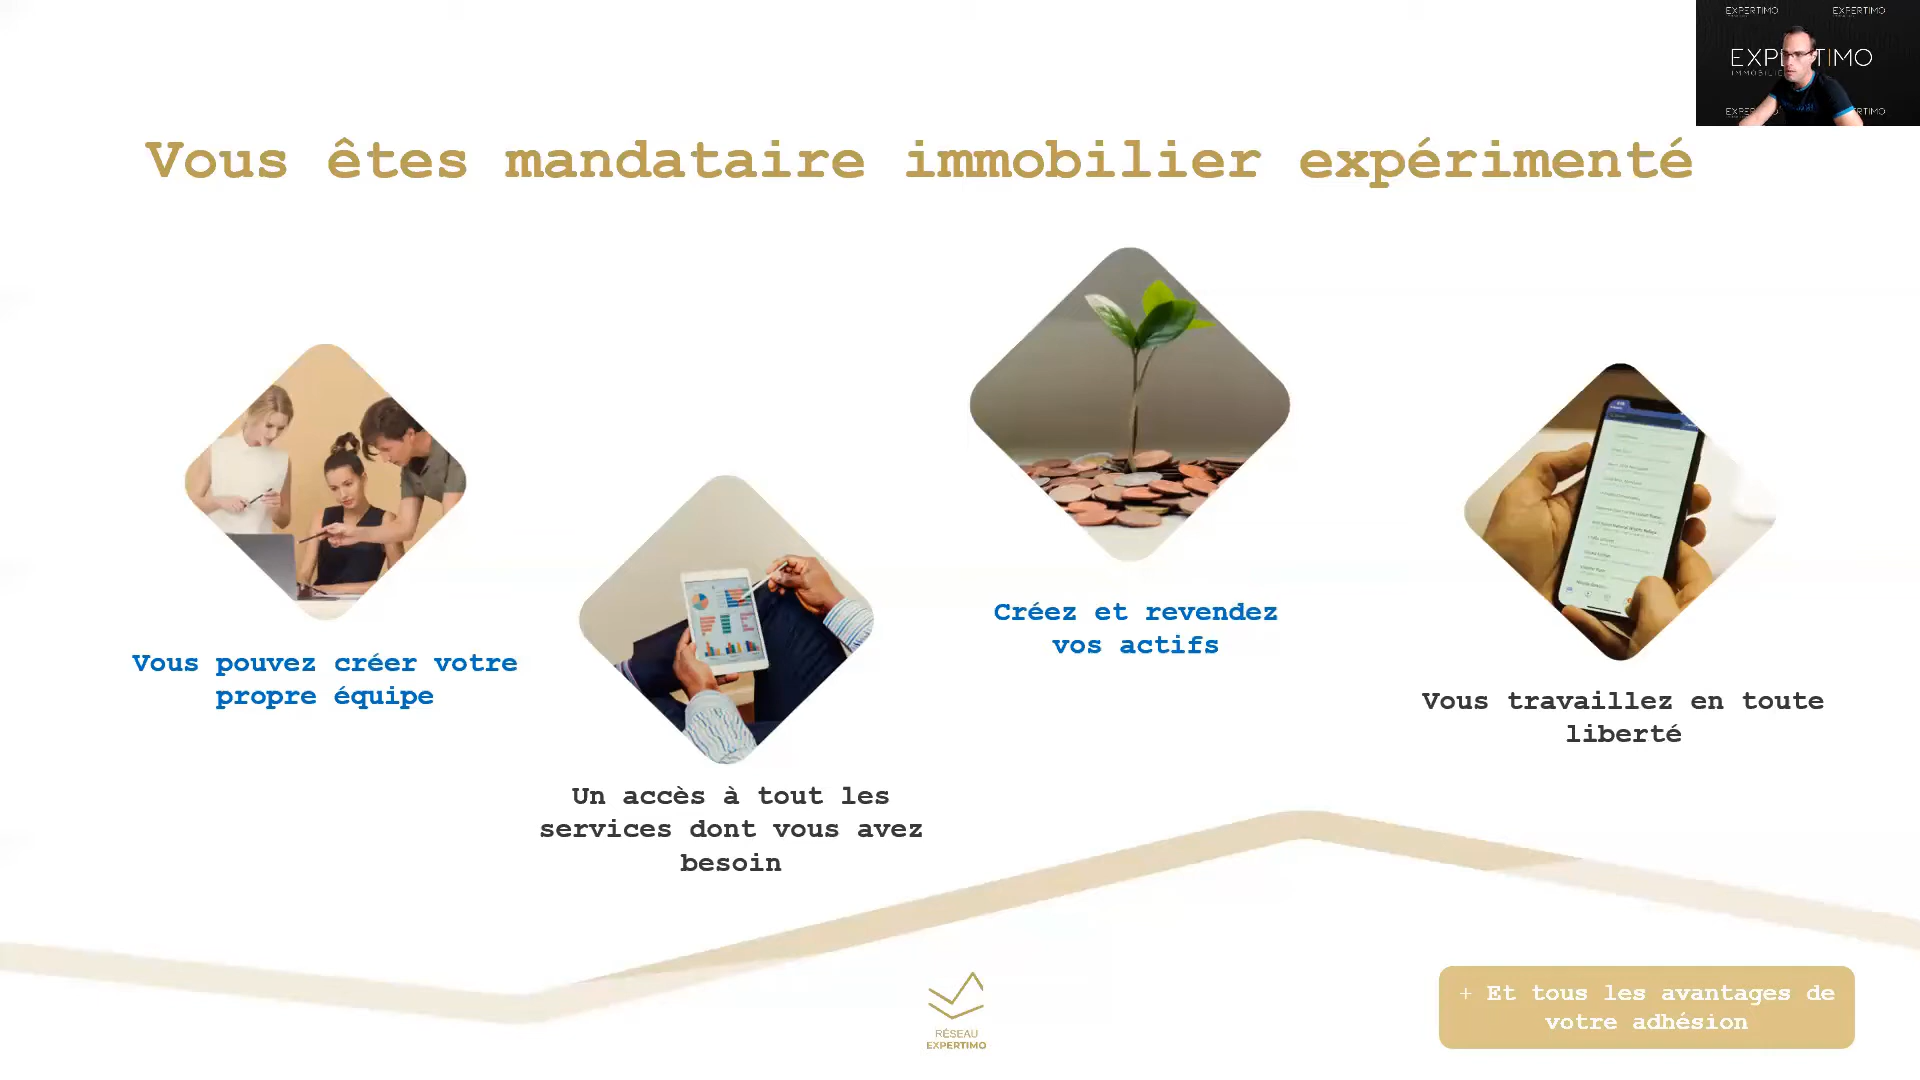 EXPERTIMO EXPERTIMO
Vous êtes mandataire immobilier expérimenté
Vous pouvez créer votre
propre équipe
Un accès à tout les
services dont vous avez
besoin
Créez et revendez
vos actifs
Vous travaillez en toute
liberté
RÉSEAU
EXPERTIMO
+ Et tous les avantages de
votre adhésion